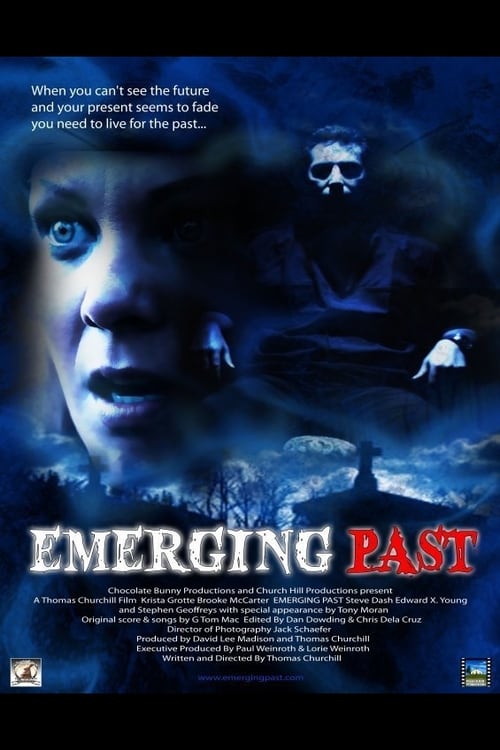 When you can't see the future
and your present seems to fade
you need to live for the past...
EMERGING PAST
Chocolate Bunny Productions and Church Hill Productions present
A Thomas Churchill Film Krista Grotte Brooke McCarter EMERGING PAST Steve Dash Edward X. Young
and Stephen Geoffreys with special appearance by Tony Moran
Original score & songs by G Tom Mac Edited By Dan Dowding & Chris Dela Cruz
Director of Photography Jack Schaefer
Produced by David Lee Madison and Thomas Churchill
Executive Produced By Paul Weinroth & Lorie Weinroth
Written and Directed By Thomas Churchill
www.emergingpast.com